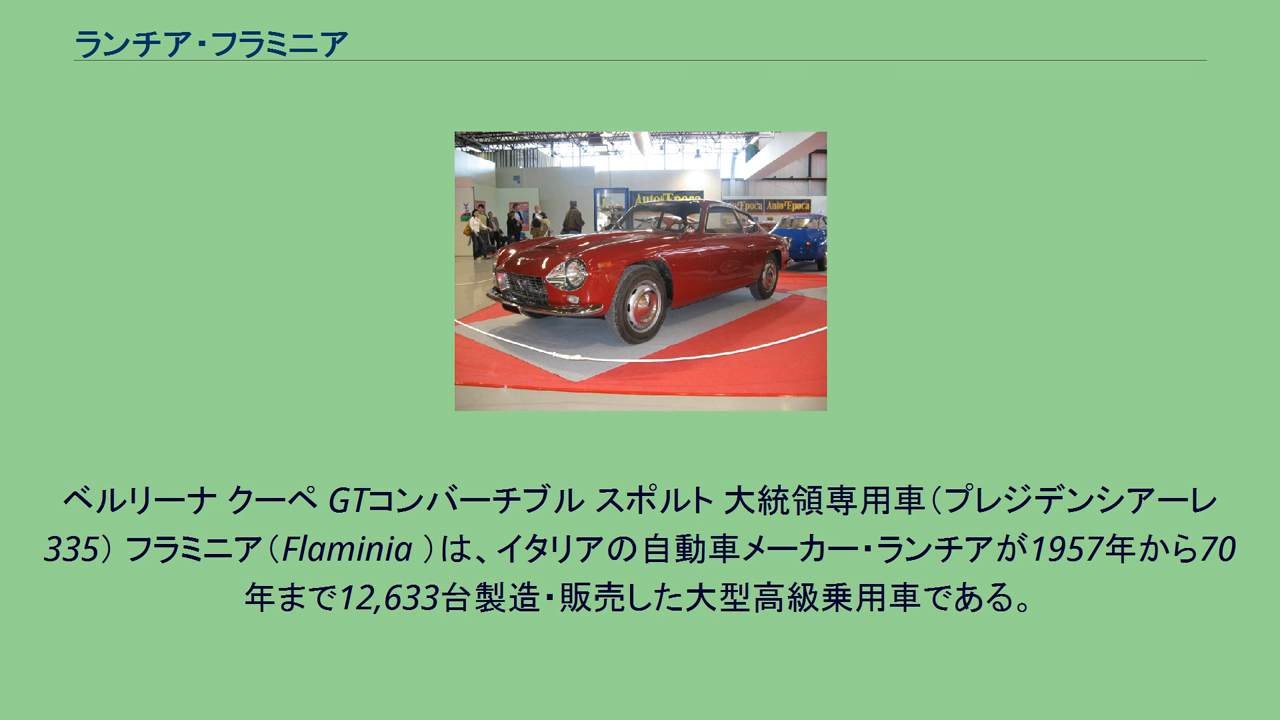 ランチア・フラミニア
Auto d'Epoca
Auto d'Epoca
ベルリーナ クーペ GTコンバーチブル スポルト 大統領専用車（プレジデンシアーレ
335） フラミニア（Flaminia ）は、イタリアの自動車メーカー・ランチアが1957年から70
年まで12,633台製造・販売した大型高級乗用車である。